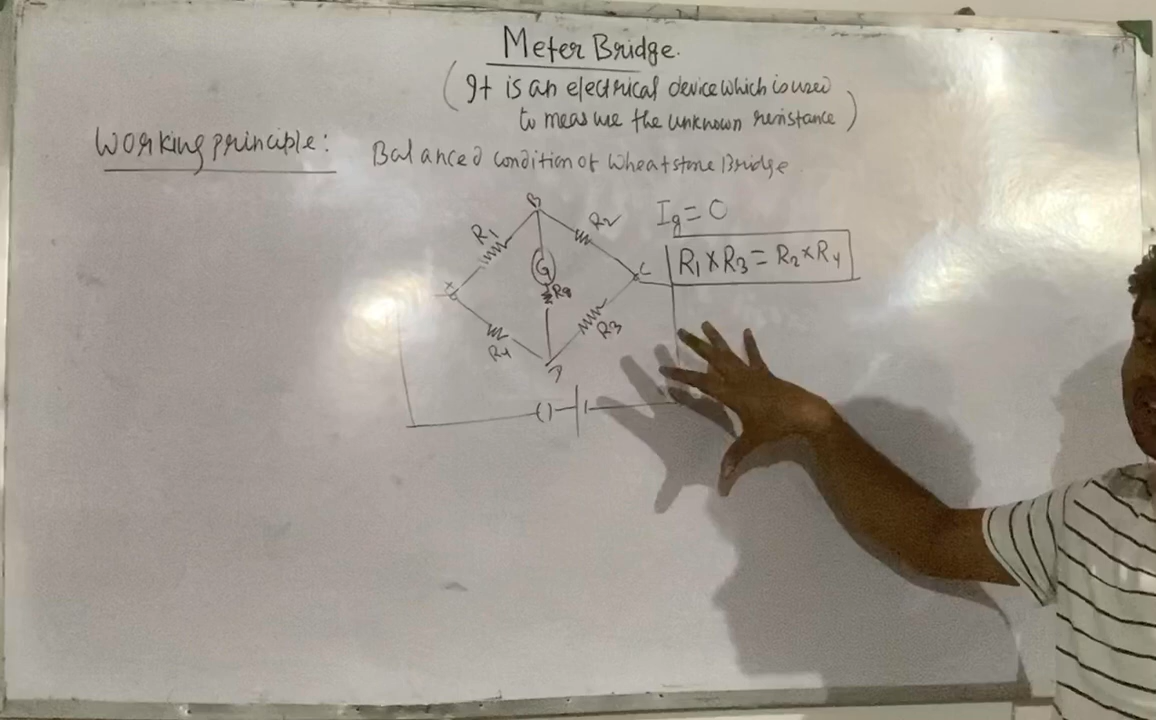 Meter Bridge.
(It is an electrical device which is used
to measure the unknown resistance)
Working principle: Balanced condition of Wheatstone Bridge
B
R1
R2
Ig = 0
R1 X R3 = R2 x R4
G
C
A
Rg
R4
R3
D